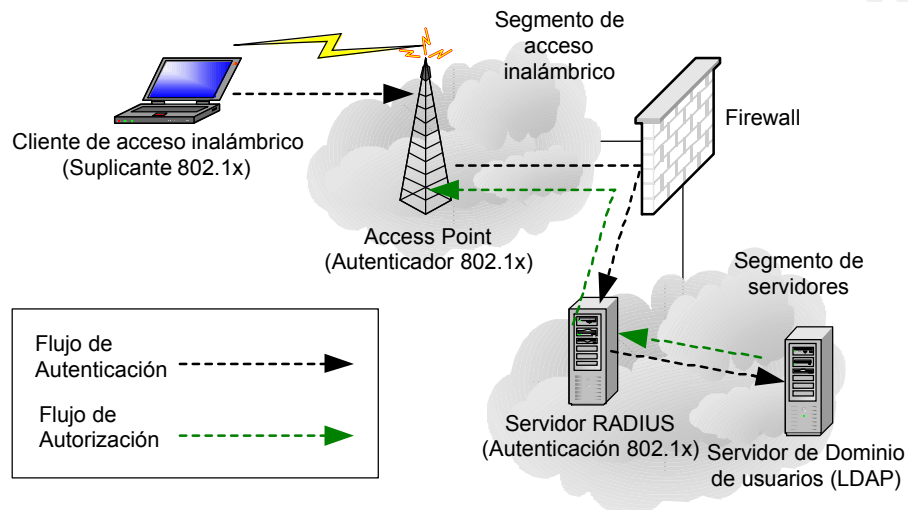 Segmento de
acceso
inalámbrico
Firewall
Cliente de acceso inalámbrico
(Suplicante 802.1x)
Access Point
(Autenticador 802.1x)
Segmento de
servidores
Flujo de
Autenticación
Flujo de
Autorización
Servidor RADIUS
(Autenticación 802.1x)
Servidor de Dominio
de usuarios (LDAP)